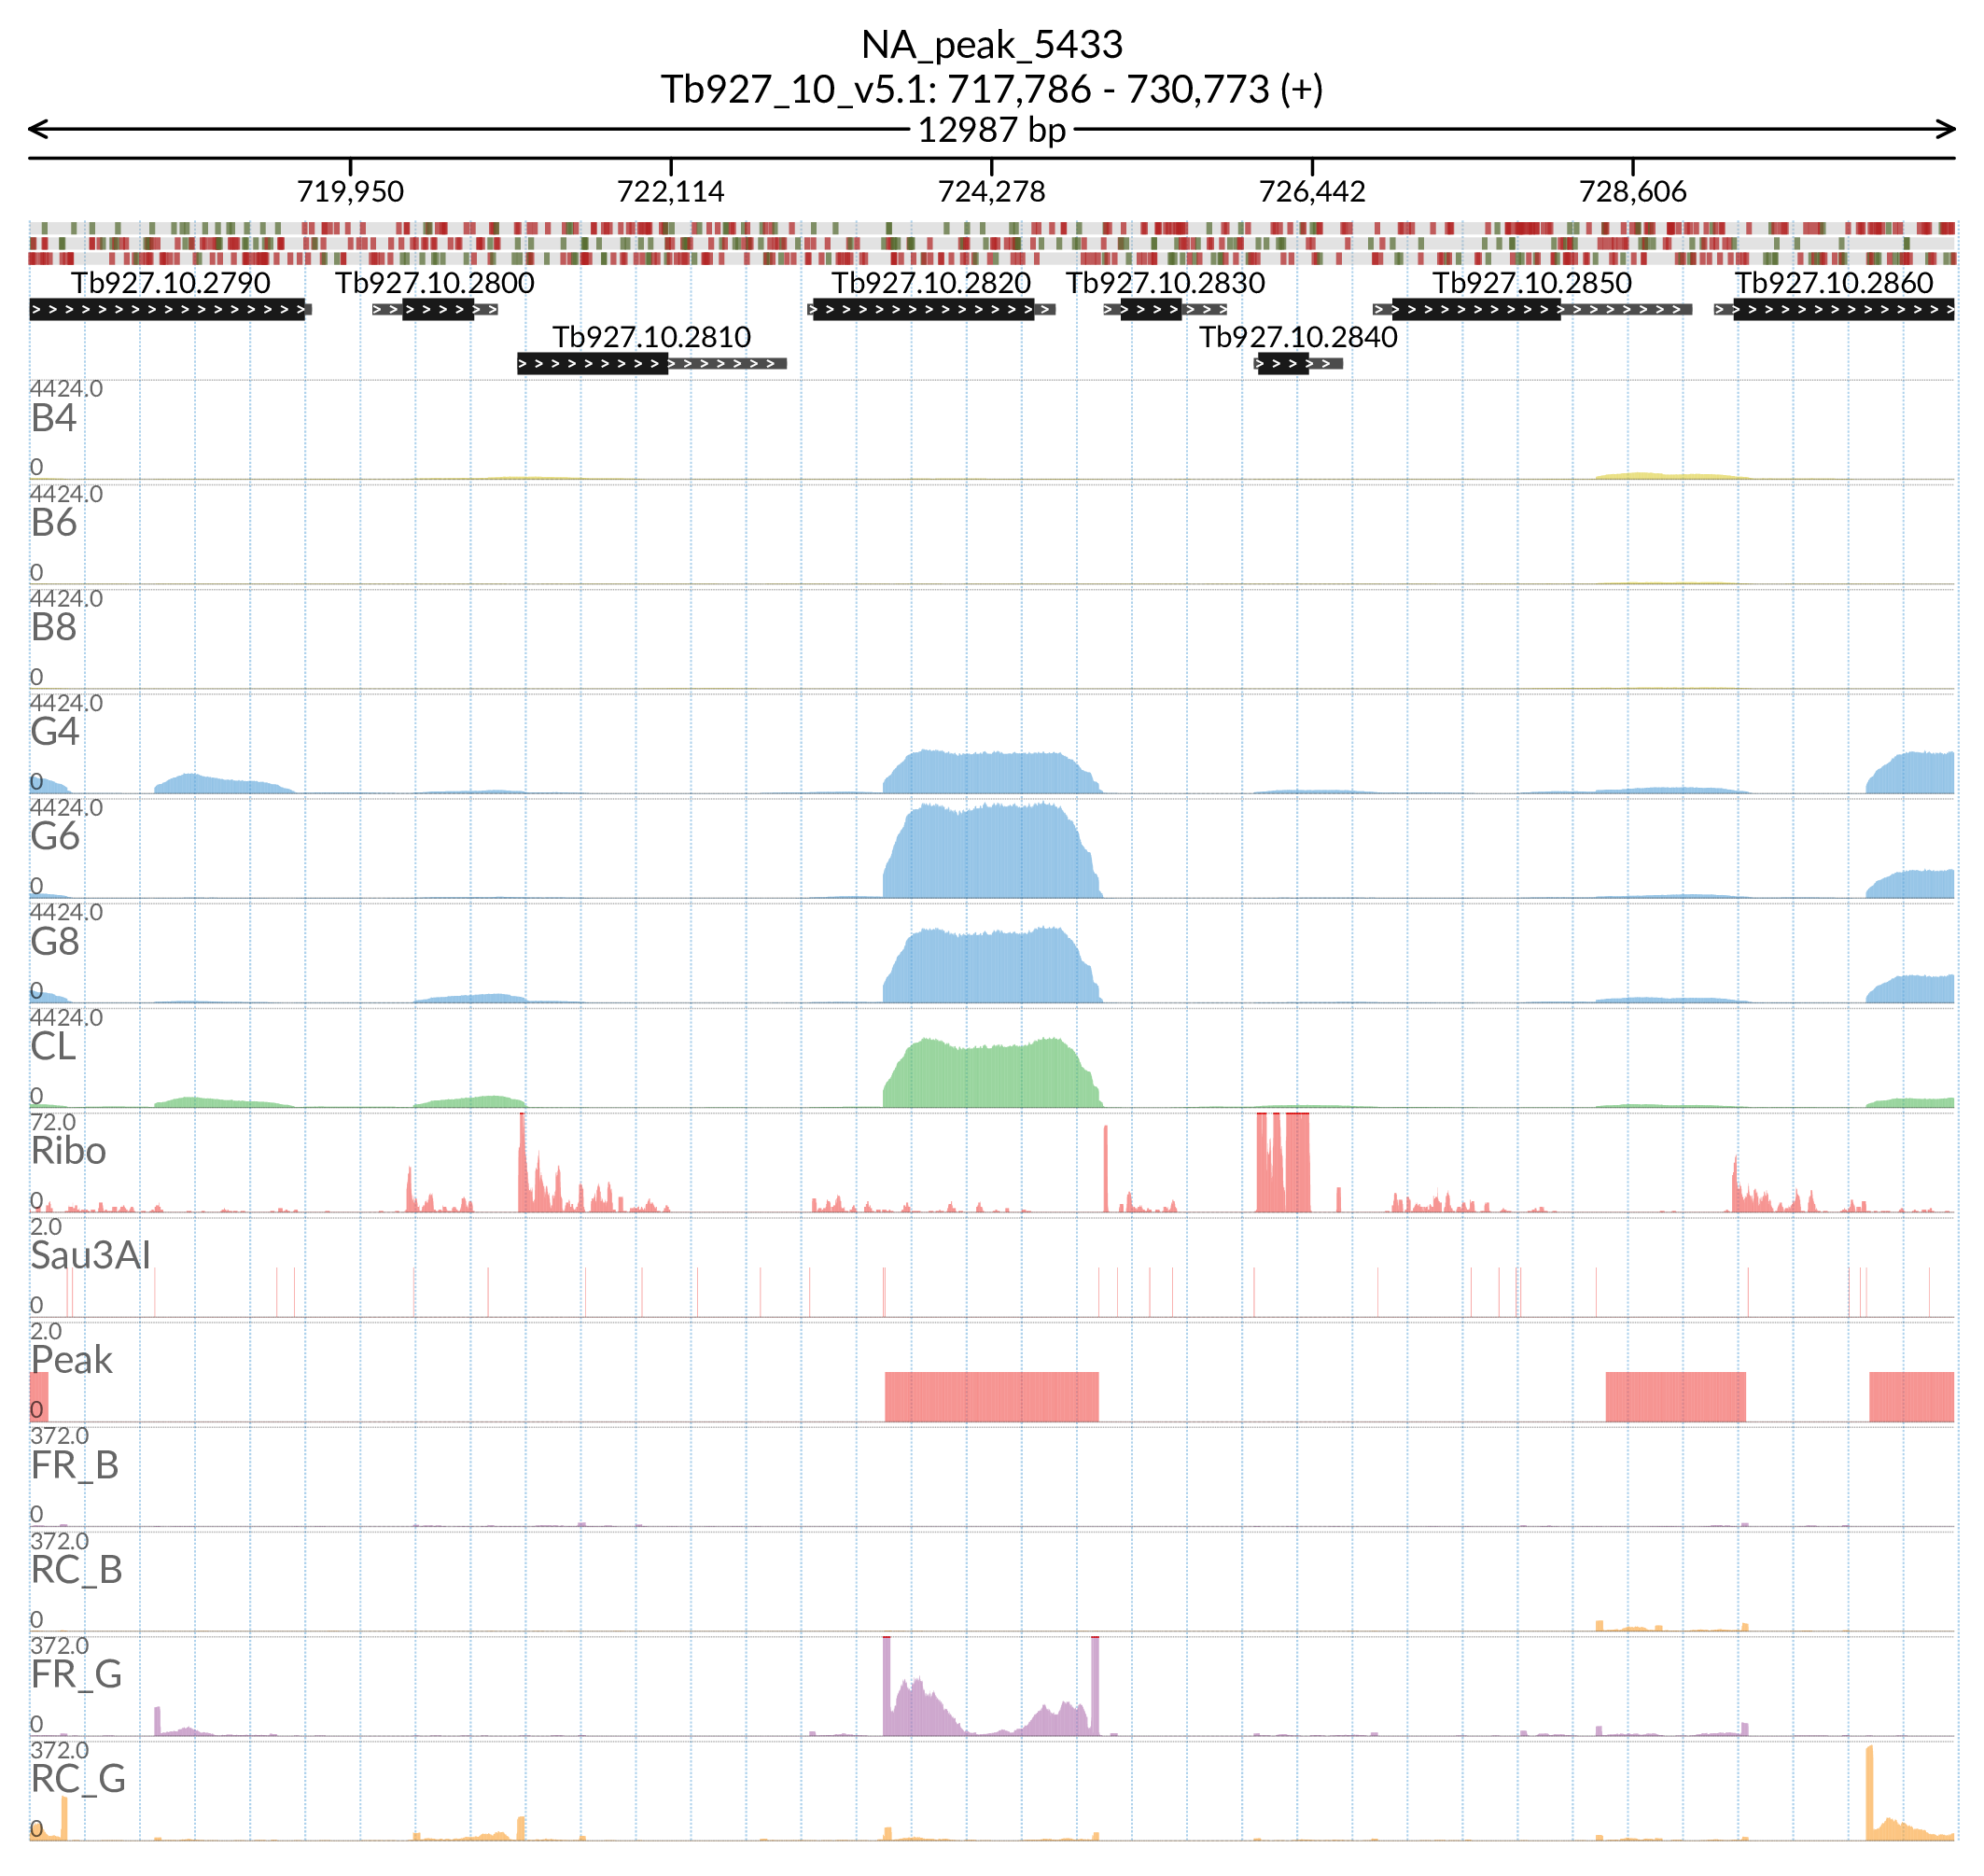 NA_peak_5433
Tb927_10_v5.1: 717,786 - 730,773 (+)
12987 bp
719,950 722,114 724,278 726,442 728,606
Tb927.10.2790 Tb927.10.2800 Tb927.10.2820 Tb927.10.2830 Tb927.10.2850 Tb927.10.2860
Tb927.10.2810 Tb927.10.2840
4424.0
B4
0
4424.0
B6
0
4424.0
B8
0
4424.0
G4
0
4424.0
G6
0
4424.0
G8
0
4424.0
CL
0
72.0
Ribo
0
2.0
Sau3AI
0
2.0
Peak
0
372.0
FR_B
0
372.0
RC_B
0
372.0
FR_G
0
372.0
RC_G
0